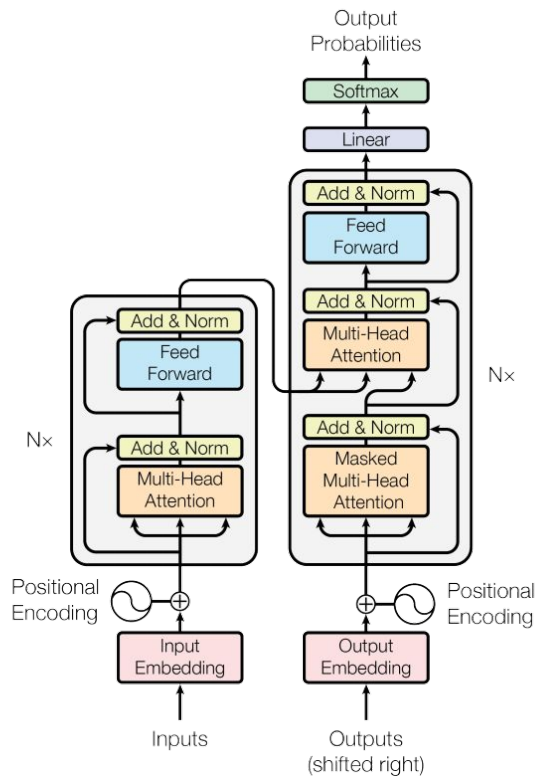 Output
Probabilities
Softmax
Linear
Add & Norm
Feed
Forward
Add & Norm
Multi-Head
Attention
Nx
Add & Norm
Masked
Multi-Head
Attention
Add & Norm
Feed
Forward
Nx
Add & Norm
Multi-Head
Attention
Positional
Encoding
Positional
Encoding
Input
Embedding
Output
Embedding
Inputs
Outputs
(shifted right)